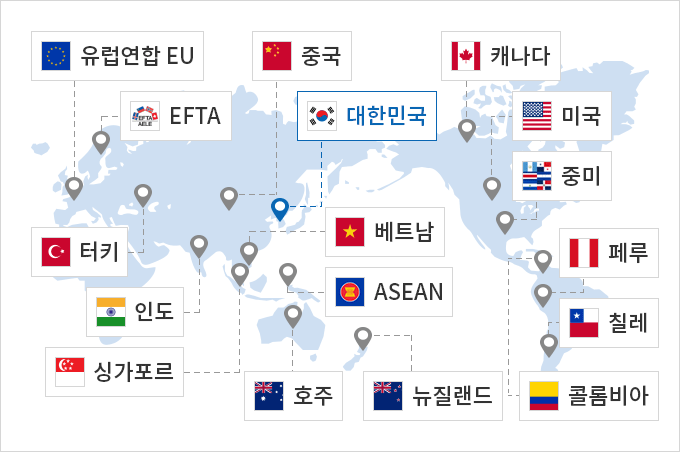 유럽연합 EU
중국
캐나다
EFTA
AELE
EFTA
대한민국
미국
중미
터키
베트남
페루
인도
ASEAN
칠레
싱가포르
호주
뉴질랜드
콜롬비아